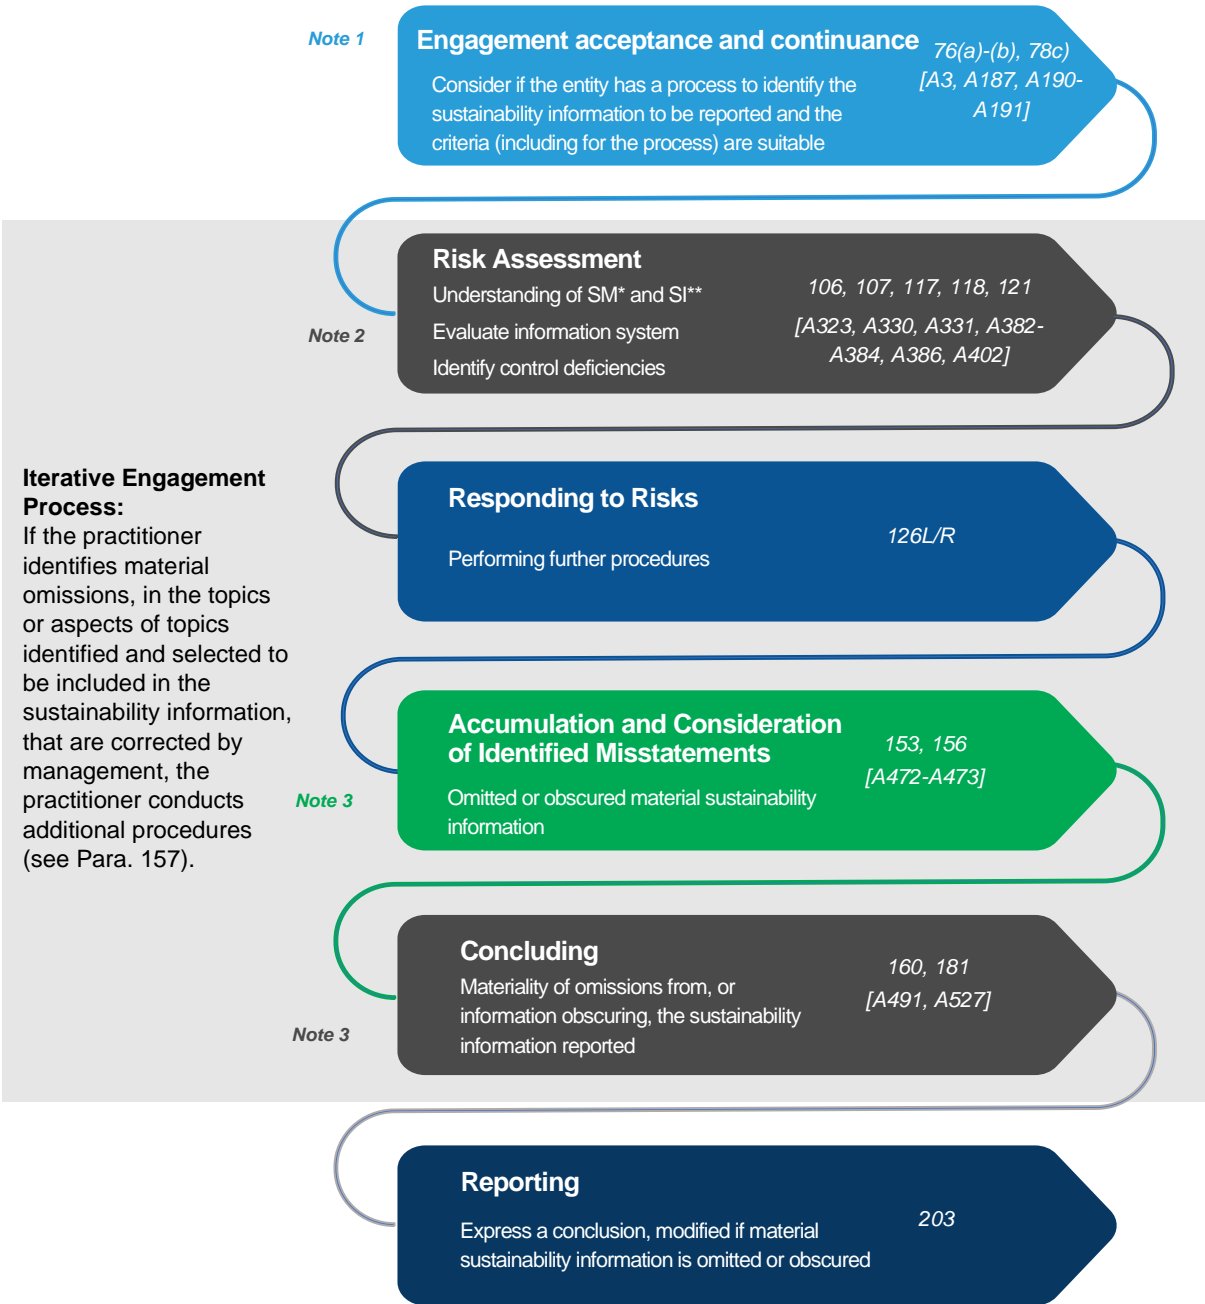 Note 1
Engagement acceptance and continuance
76(a)-(b), 78c)
[A3, A187, A190-
A191]
Consider if the entity has a process to identify the
sustainability information to be reported and the
criteria (including for the process) are suitable
Risk Assessment
Understanding of SM* and SI**
Evaluate information system
Identify control deficiencies
106, 107, 117, 118, 121
[A323, A330, A331, A382-
A384, A386, A402]
Note 2
Iterative Engagement
Process:
If the practitioner
identifies material
omissions, in the topics
or aspects of topics
identified and selected to
be included in the
sustainability information,
that are corrected by
management, the
practitioner conducts
additional procedures
(see Para. 157).
Responding to Risks
Performing further procedures
126L/R
Accumulation and Consideration
of Identified Misstatements
Omitted or obscured material sustainability
information
153, 156
[A472-A473]
Note 3
Concluding
Materiality of omissions from, or
information obscuring, the sustainability
information reported
160, 181
[A491, A527]
Note 3
Reporting
Express a conclusion, modified if material
sustainability information is omitted or obscured
203